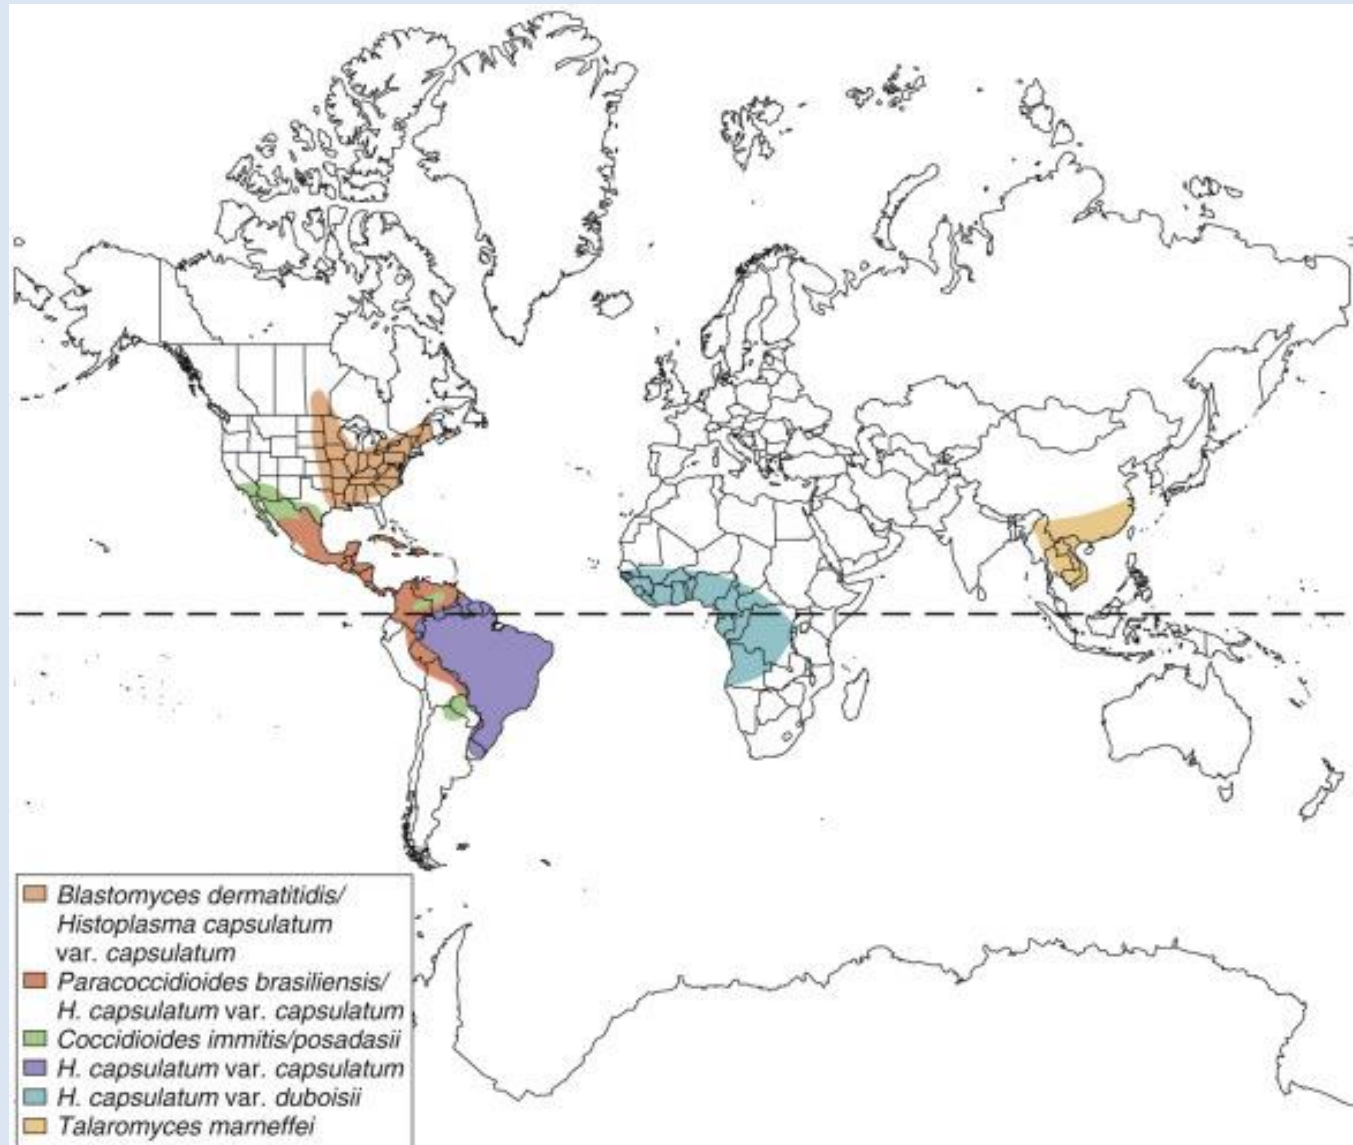 Blastomyces dermatitidis/
Histoplasma capsulatum
var. capsulatum
Paracoccidioides brasiliensis/
H. capsulatum var. capsulatum
Coccidioides immitis/posadasii
H. capsulatum var. capsulatum
H. capsulatum var. duboisii
Talaromyces marneffei